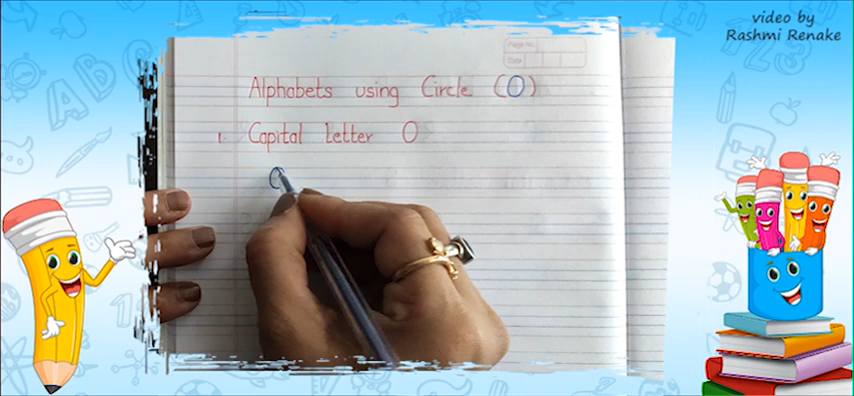 video by
Rashmi Renake
Page No.
Date
Alphabets using Circle (O)
1. Capital letter O